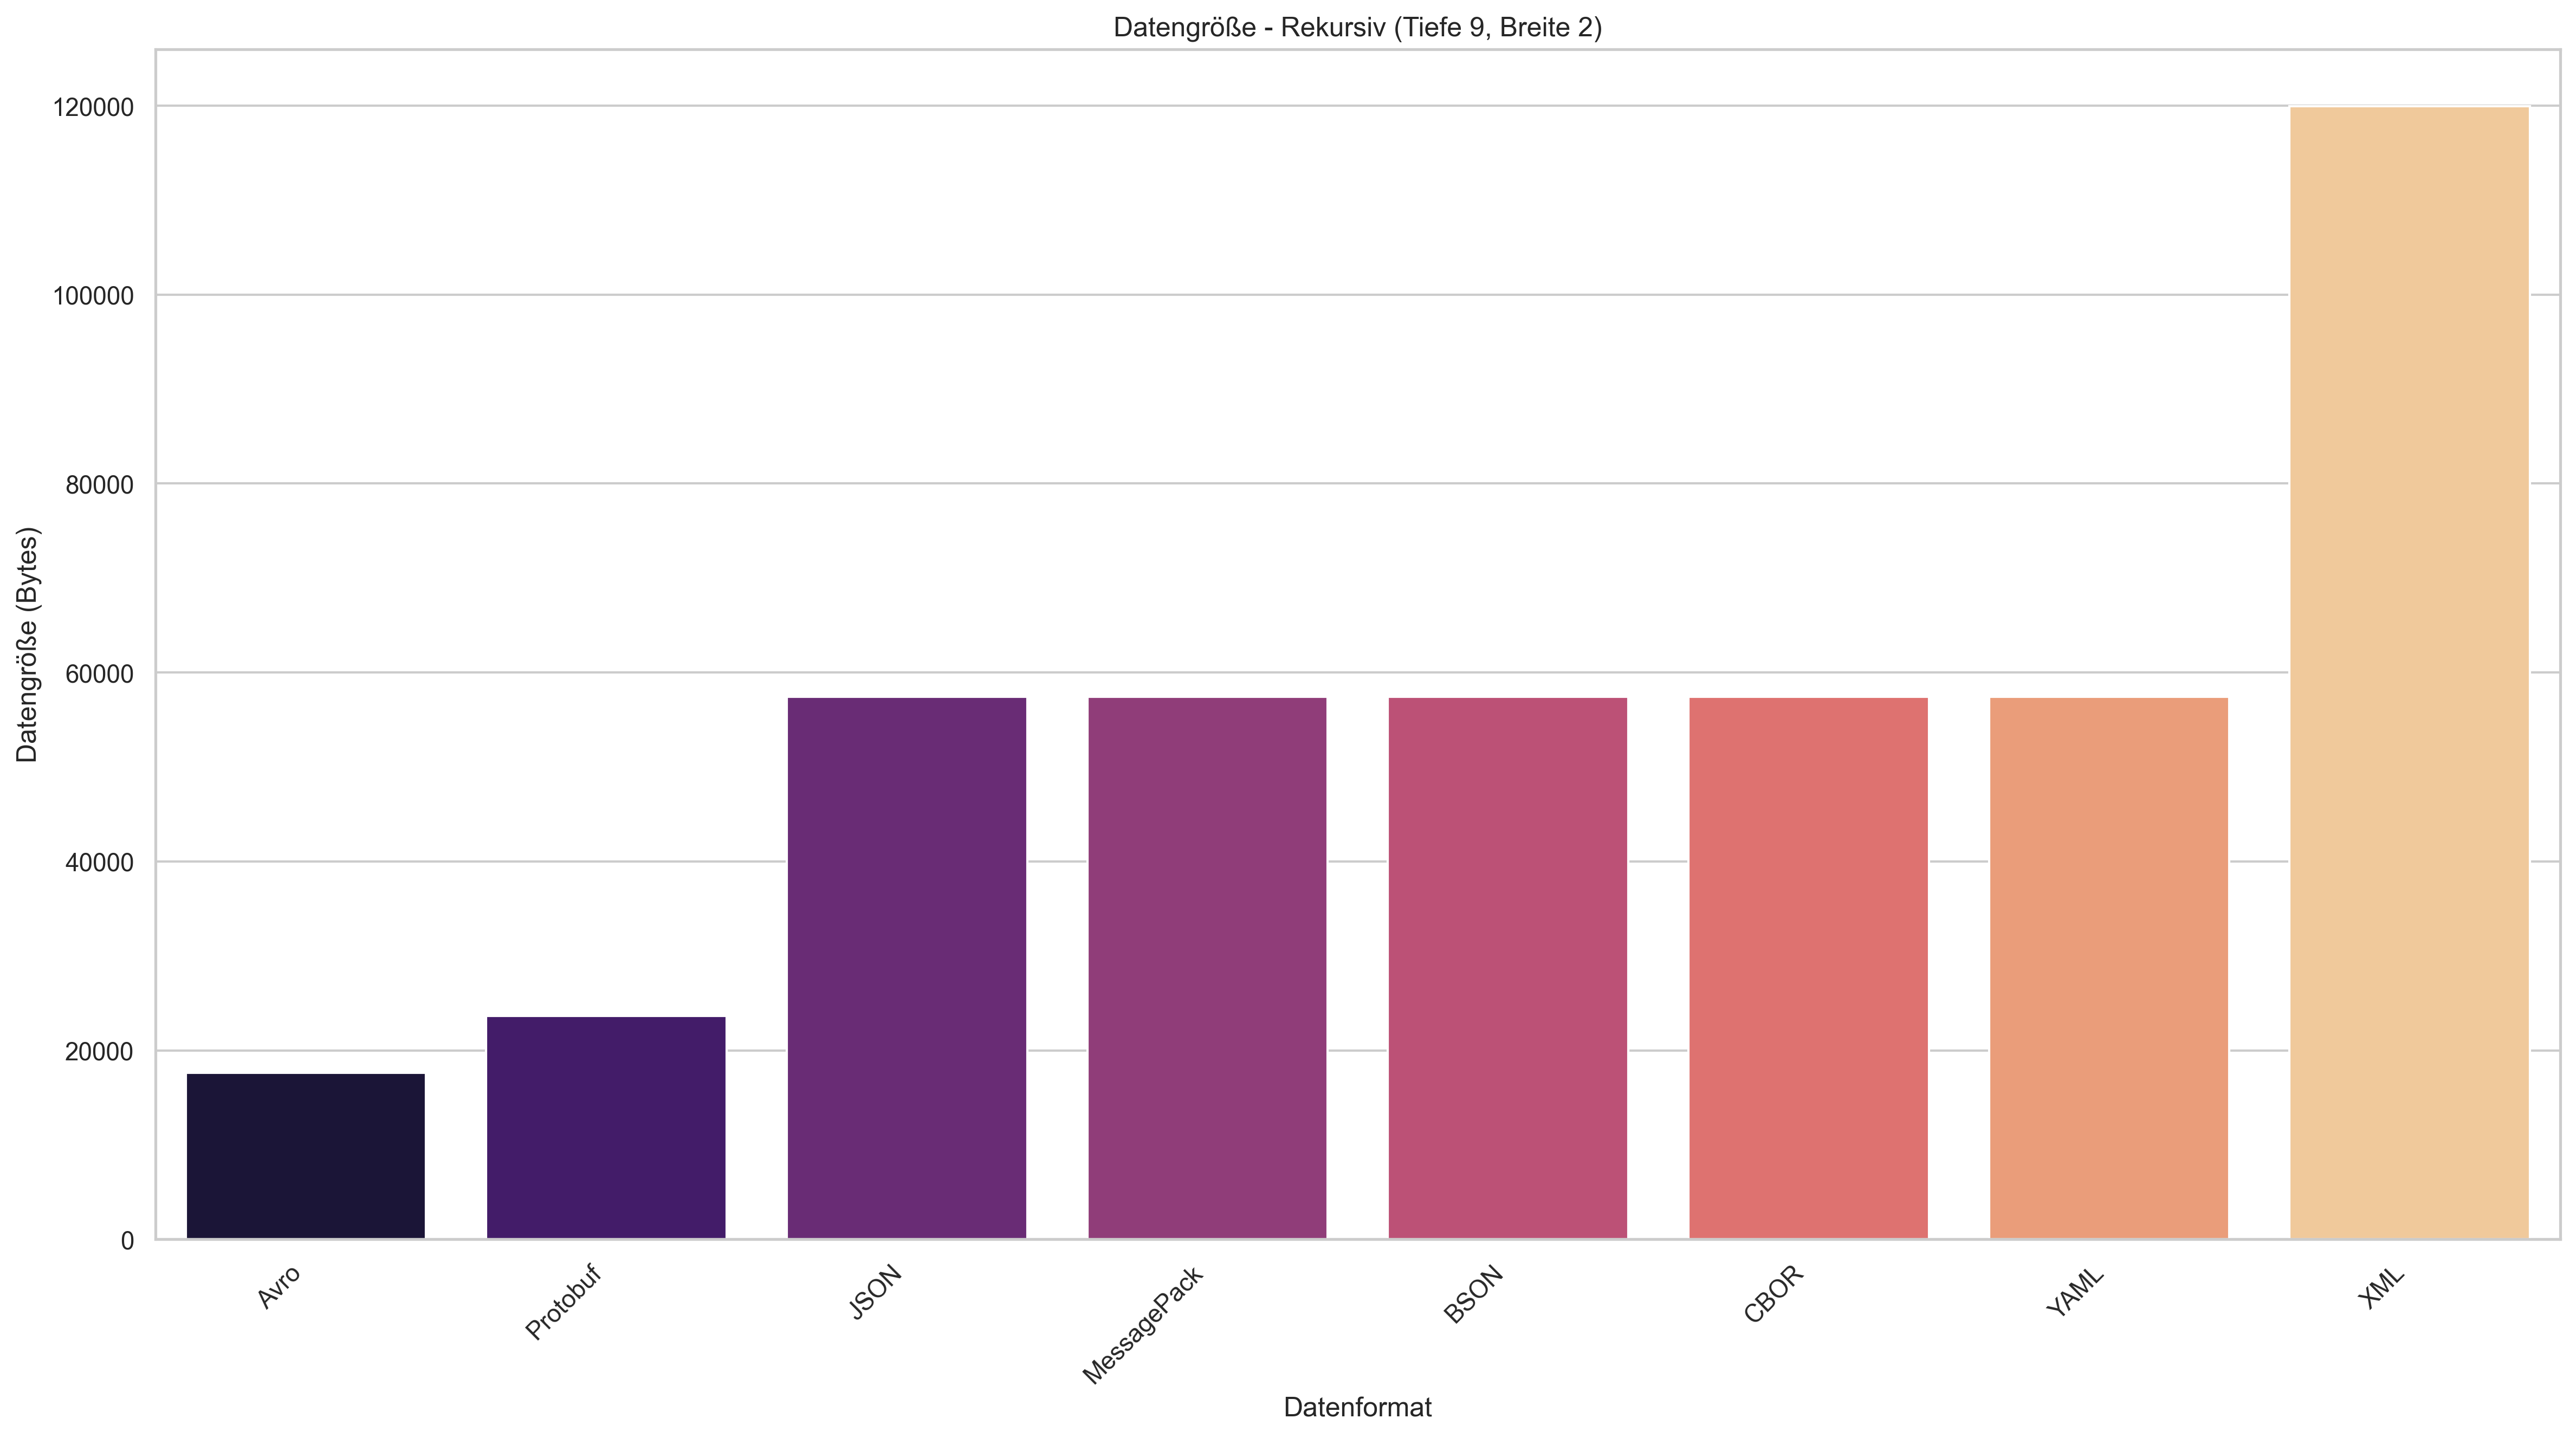 Datengröße - Rekursiv (Tiefe 9, Breite 2)
Datengröße (Bytes)
120000
100000
80000
60000
40000
20000
0
Avro
Protobuf
JSON
MessagePack
BSON
CBOR
YAML
XML
Datenformat